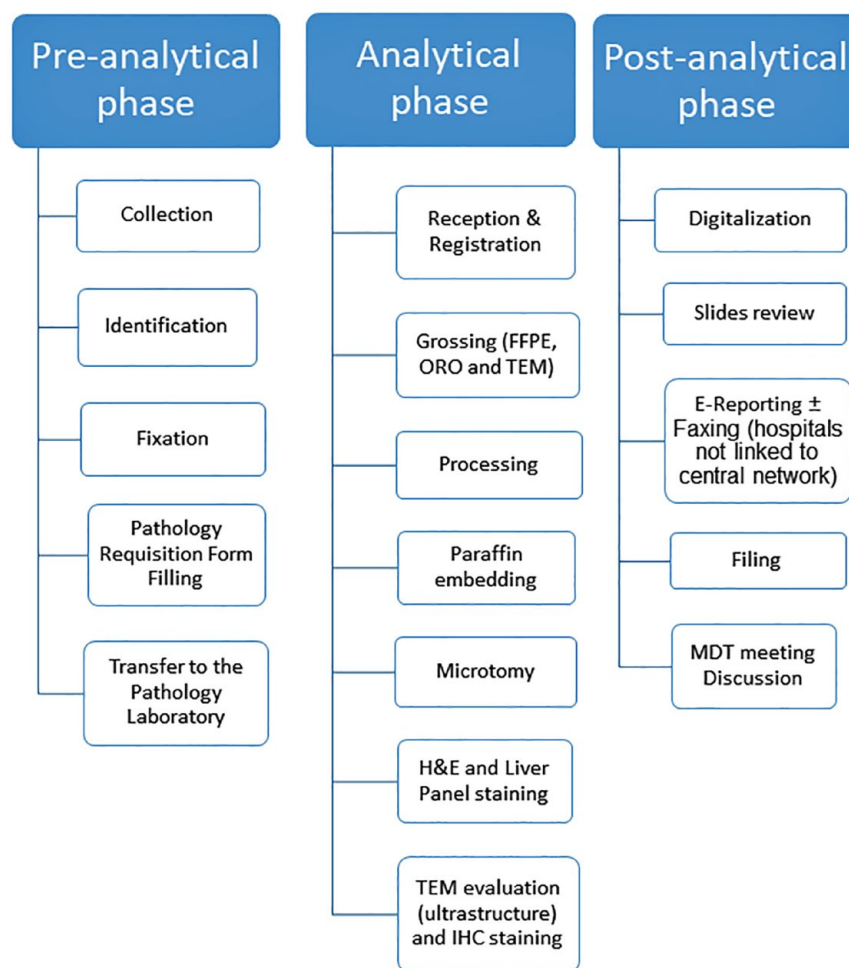 Pre-analytical
phase
Collection
Identification
Fixation
Pathology
Requisition Form
Filling
Transfer to the
Pathology
Laboratory
Analytical
phase
Reception &
Registration
Grossing (FFPE,
ORO and TEM)
Processing
Paraffin
embedding
Microtomy
H&E and Liver
Panel staining
TEM evaluation
(ultrastructure)
and IHC staining
Post-analytical
phase
Digitalization
Slides review
E-Reporting ±
Faxing (hospitals
not linked to
central network)
Filing
MDT meeting
Discussion